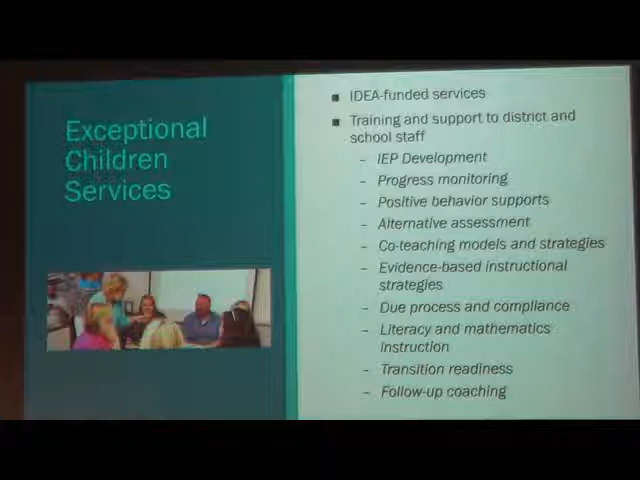 Exceptional
Children
Services
■ IDEA-funded services
■ Training and support to district and
school staff
– IEP Development
– Progress monitoring
– Positive behavior supports
– Alternative assessment
– Co-teaching models and strategies
– Evidence-based instructional
strategies
– Due process and compliance
– Literacy and mathematics
instruction
– Transition readiness
– Follow-up coaching